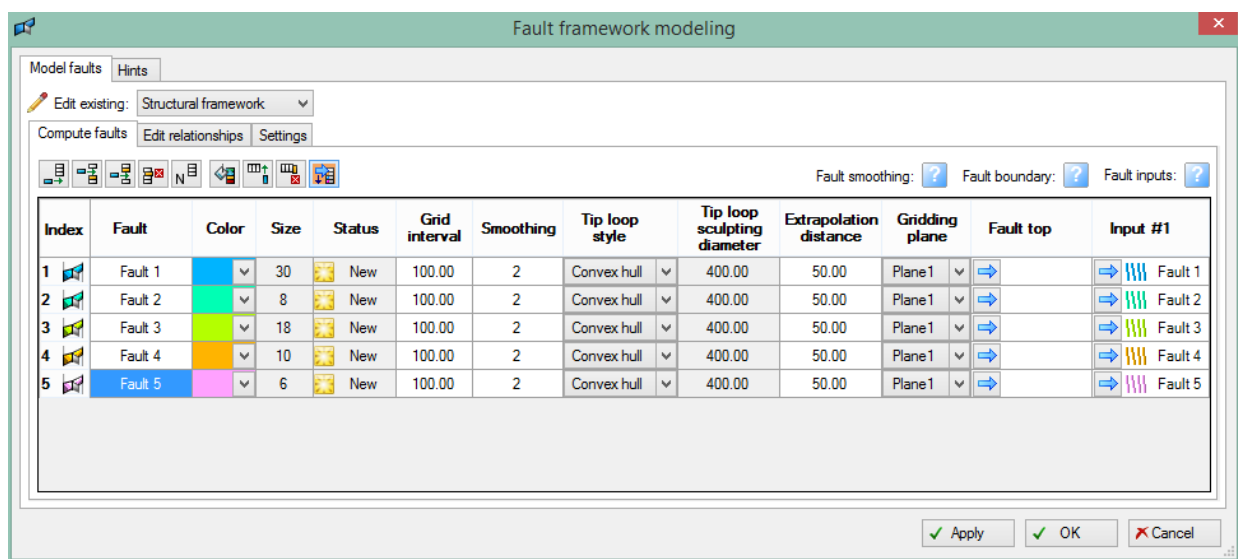 Fault framework modeling
Model faults Hints
Edit existing: Structural framework
Compute faults Edit relationships Settings
N Fault smoothing: ? Fault boundary: ? Fault inputs: ?
Index Fault Color Size Status Grid interval Smoothing Tip loop style Tip loop sculpting diameter Extrapolation distance Gridding plane Fault top Input #1
1 Fault 1 30 New 100.00 2 Convex hull 400.00 50.00 Plane1 Fault 1
2 Fault 2 8 New 100.00 2 Convex hull 400.00 50.00 Plane1 Fault 2
3 Fault 3 18 New 100.00 2 Convex hull 400.00 50.00 Plane1 Fault 3
4 Fault 4 10 New 100.00 2 Convex hull 400.00 50.00 Plane1 Fault 4
5 Fault 5 6 New 100.00 2 Convex hull 400.00 50.00 Plane1 Fault 5
Apply OK Cancel